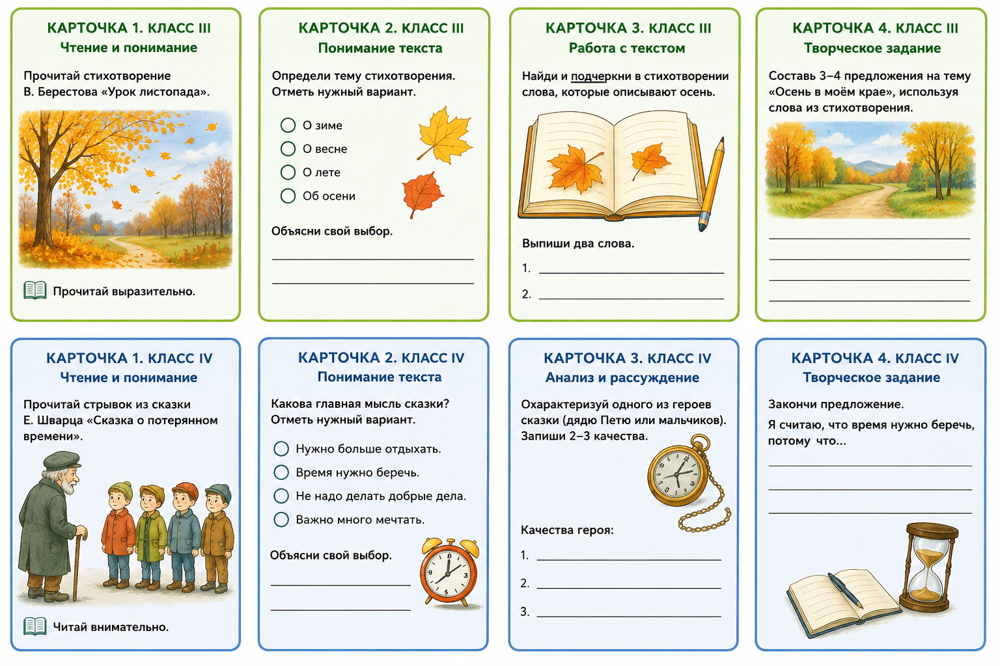 КАРТОЧКА 1. КЛАСС III
Чтение и понимание
Прочитай стихотворение
В. Берестова «Урок листопада».
Прочитай выразительно.
КАРТОЧКА 2. КЛАСС III
Понимание текста
Определи тему стихотворения.
Отметь нужный вариант.
О зиме
О весне
О лете
Об осени
Объясни свой выбор.
КАРТОЧКА 3. КЛАСС III
Работа с текстом
Найди и подчеркни в стихотворении
слова, которые описывают осень.
Выпиши два слова.
1.
2.
КАРТОЧКА 4. КЛАСС III
Творческое задание
Составь 3–4 предложения на тему
«Осень в моём крае», используя
слова из стихотворения.
КАРТОЧКА 1. КЛАСС IV
Чтение и понимание
Прочитай стрывок из сказки
Е. Шварца «Сказка о потерянном
времени».
Читай внимательно.
КАРТОЧКА 2. КЛАСС IV
Понимание текста
Какова главная мысль сказки?
Отметь нужный вариант.
Нужно больше отдыхать.
Время нужно беречь.
Не надо делать добрые дела.
Важно много мечтать.
Объясни свой выбор.
КАРТОЧКА 3. КЛАСС IV
Анализ и рассуждение
Охарактеризуй одного из героев
сказки (дядю Петю или мальчиков).
Запиши 2–3 качества.
Качества героя:
1.
2.
3.
КАРТОЧКА 4. КЛАСС IV
Творческое задание
Закончи предложение.
Я считаю, что время нужно беречь,
потому что...